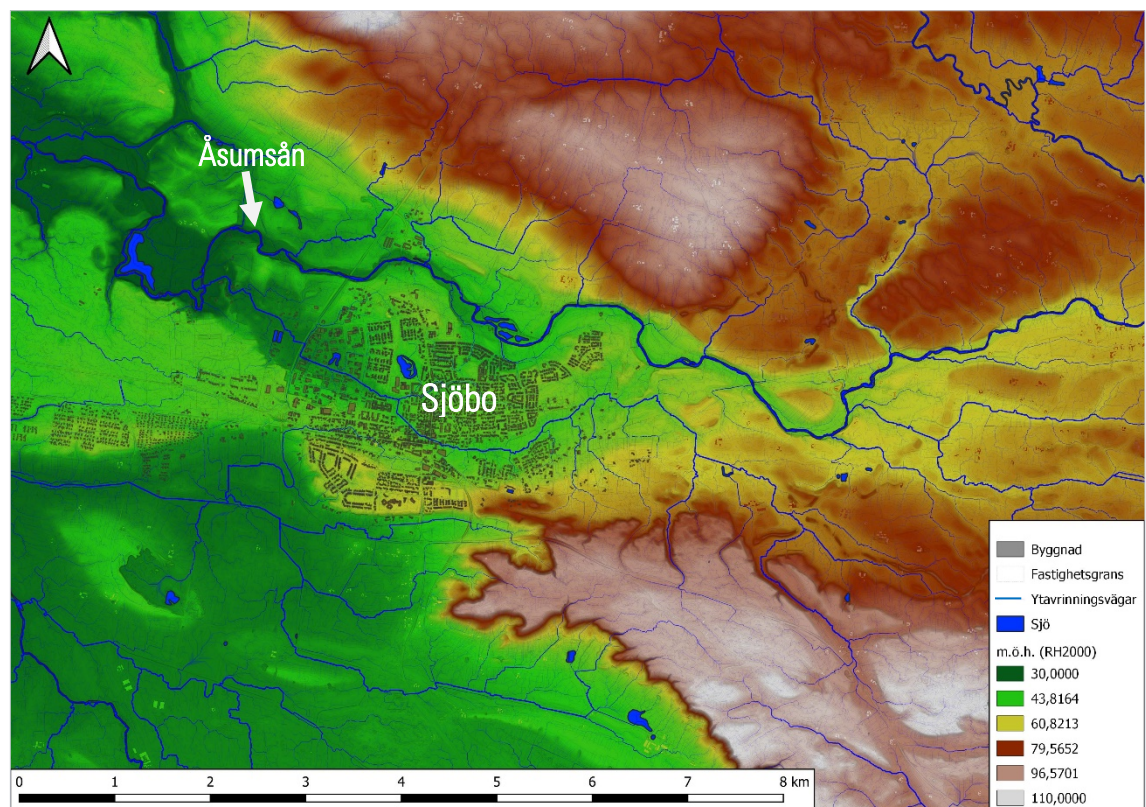 Åsumsån
Sjöbo
Byggnad
Fastighetsgräns
Ytavrinningsvägar
Sjö
m.ö.h. (RH2000)
30,0000
43,8164
60,8213
79,5652
96,5701
110,0000
0 1 2 3 4 5 6 7 8 km